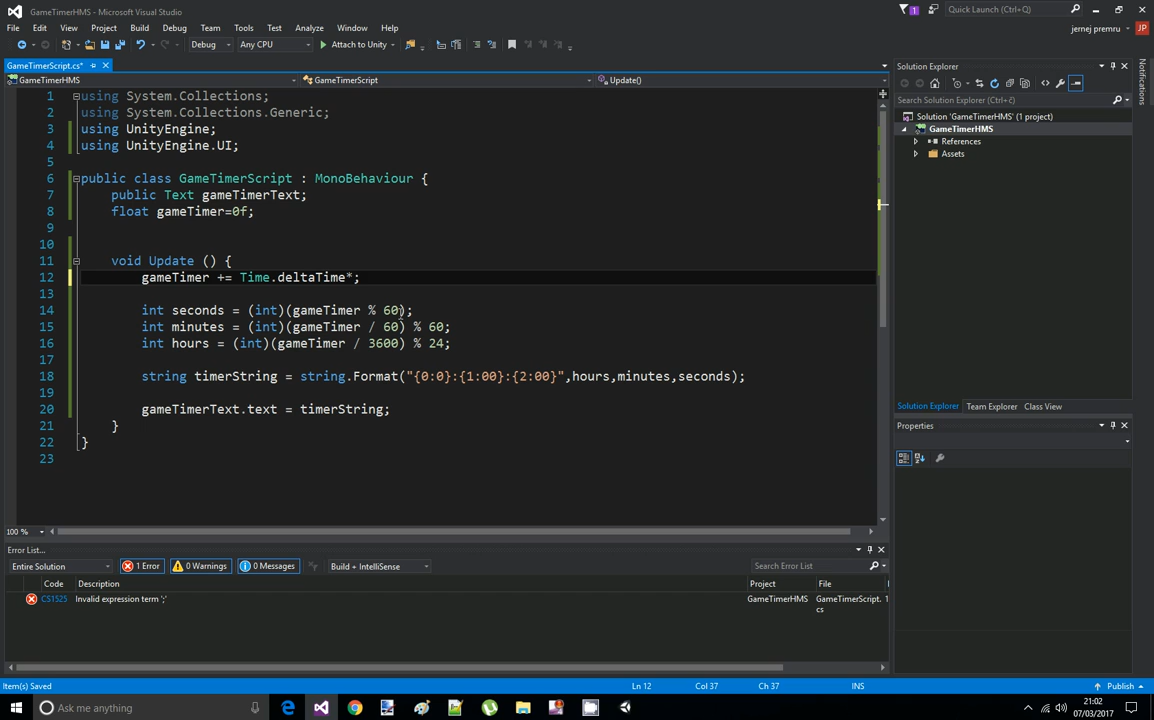 GameTimerHMS - Microsoft Visual Studio
1
Quick Launch (Ctrl+Q)
File Edit View Project Build Debug Team Tools Test Analyze Window Help
jernej premru
JP
Debug
Any CPU
Attach to Unity
GameTimerScript.cs*
GameTimerHMS
GameTimerScript
Update()
1 using System.Collections;
2 using System.Collections.Generic;
3 using UnityEngine;
4 using UnityEngine.UI;
5
6 public class GameTimerScript : MonoBehaviour {
7 public Text gameTimerText;
8 float gameTimer=0f;
9
10
11 void Update () {
12 gameTimer += Time.deltaTime*;
13
14 int seconds = (int)(gameTimer % 60);
15 int minutes = (int)(gameTimer / 60) % 60;
16 int hours = (int)(gameTimer / 3600) % 24;
17
18 string timerString = string.Format("{0:0}:{1:00}:{2:00}",hours,minutes,seconds);
19
20 gameTimerText.text = timerString;
21 }
22 }
23
100 %
Solution Explorer
Search Solution Explorer (Ctrl+č)
Solution 'GameTimerHMS' (1 project)
GameTimerHMS
References
Assets
Solution Explorer Team Explorer Class View
Properties
Notifications
Error List...
Entire Solution
1 Error
0 Warnings
0 Messages
Build + IntelliSense
Search Error List
Code Description Project File
CS1525 Invalid expression term ';' GameTimerHMS GameTimerScript. 1
cs
Item(s) Saved
Ln 12
Col 37
Ch 37
INS
Publish
Ask me anything
21:02
07/03/2017